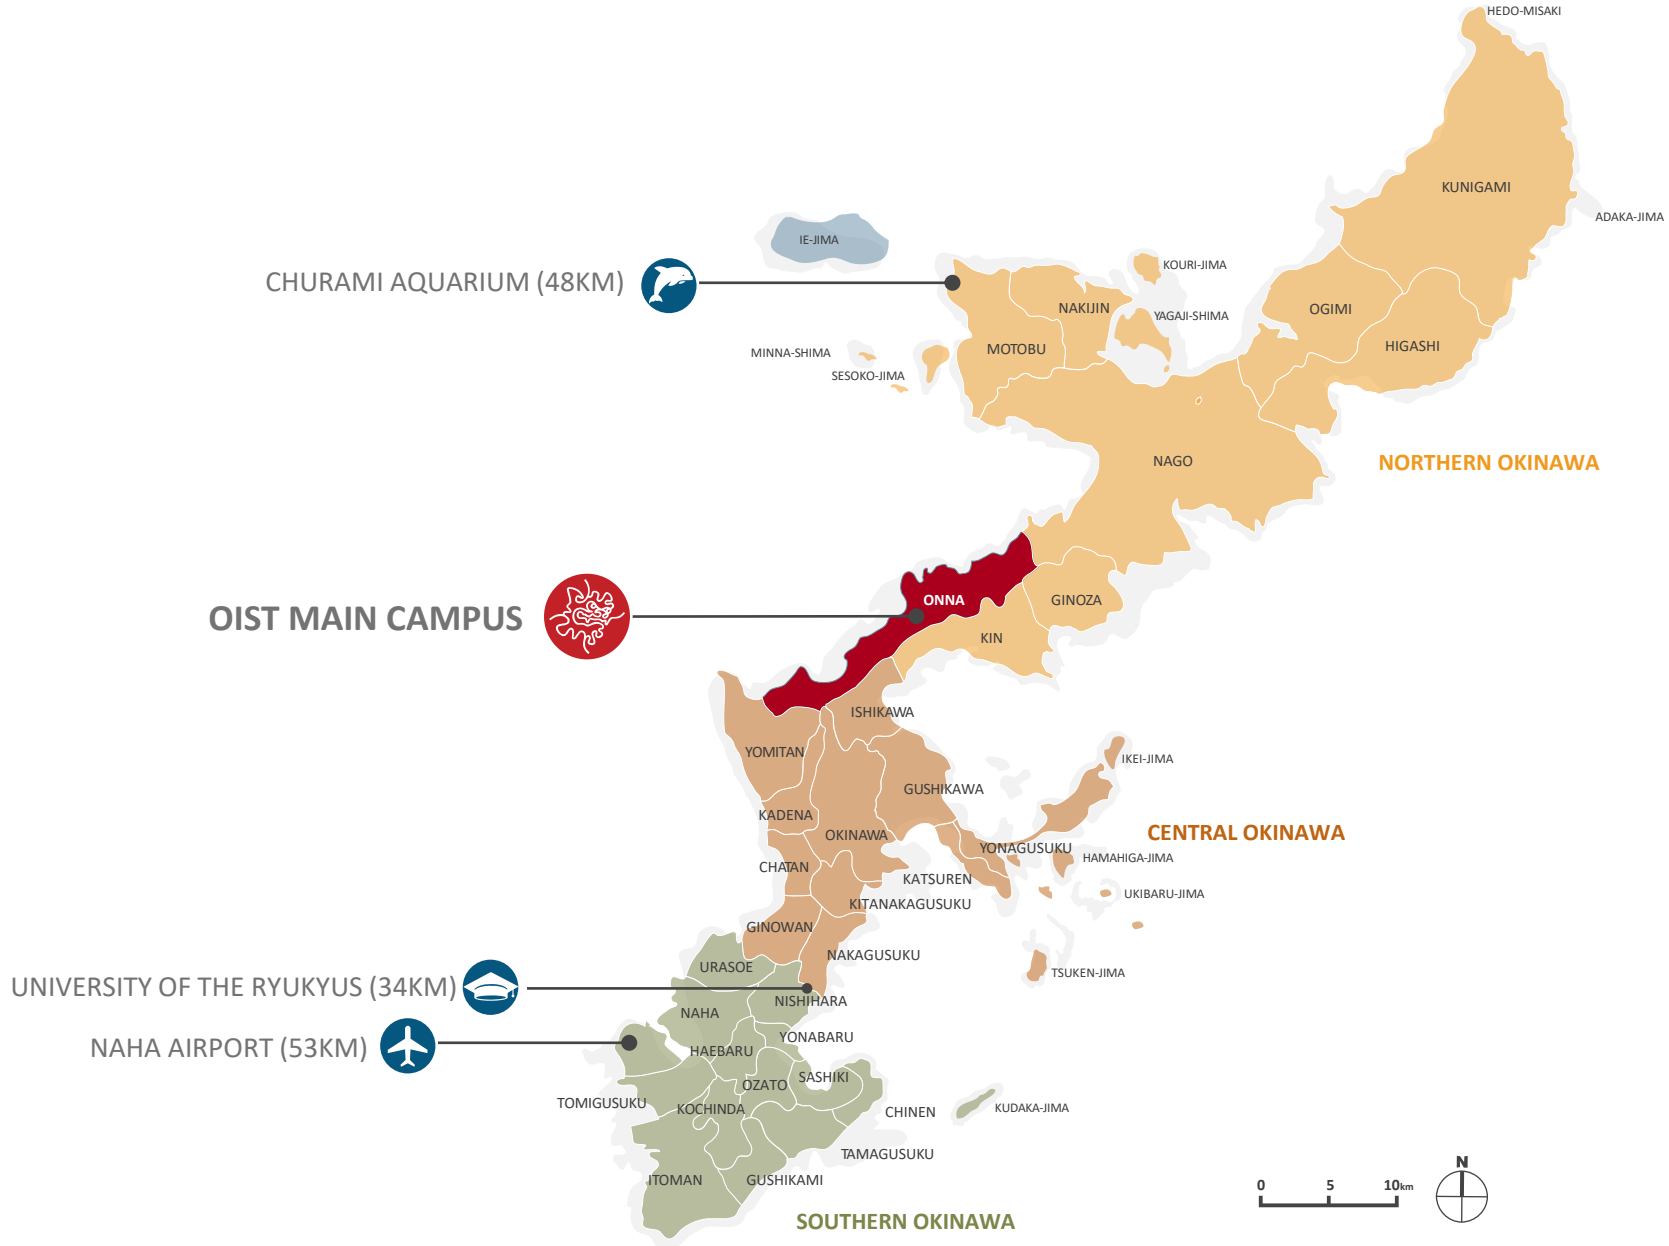 HEDO-MISAKI
KUNIGAMI
ADAKA-JIMA
IE-JIMA
CHURAMI AQUARIUM (48KM)
KOURI-JIMA
NAKIJIN
YAGAJI-SHIMA
OGIMI
MOTOBU
HIGASHI
MINNA-SHIMA
SESOKO-JIMA
NAGO
NORTHERN OKINAWA
OIST MAIN CAMPUS
ONNA
GINOZA
KIN
ISHIKAWA
YOMITAN
IKEI-JIMA
GUSHIKAWA
KADENA
OKINAWA
CENTRAL OKINAWA
YONAGUSUKU
HAMAHIGA-JIMA
CHATAN
KATSUREN
UKIBARU-JIMA
KITANAKAGUSUKU
GINOWAN
NAKAGUSUKU
URASOE
TSUKEN-JIMA
UNIVERSITY OF THE RYUKYUS (34KM)
NISHIHARA
NAHA
YONABARU
NAHA AIRPORT (53KM)
HAEBARU
SASHIKI
OZATO
TOMIGUSUKU
KOCHINDA
CHINEN
KUDAKA-JIMA
TAMAGUSUKU
ITOMAN
GUSHIKAMI
N
0 5 10km
SOUTHERN OKINAWA